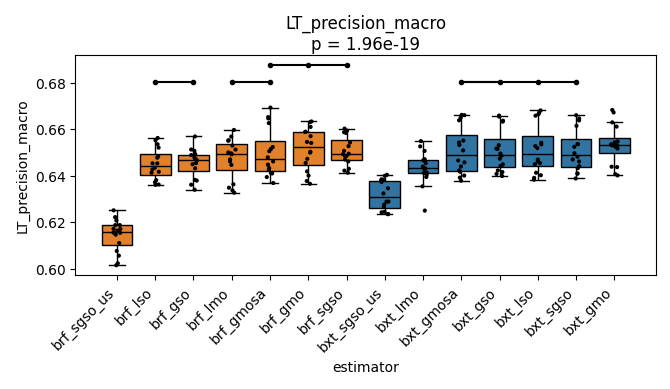 LT_precision_macro
p = 1.96e-19
LT_precision_macro
0.68
0.66
0.64
0.62
0.60
brf_sgso_us
brf_lso
brf_gso
brf_lmo
brf_gmosa
brf_gmo
brf_sgso
bxt_sgso_us
bxt_lmo
bxt_gmosa
bxt_gso
bxt_lso
bxt_sgso
bxt_gmo
estimator